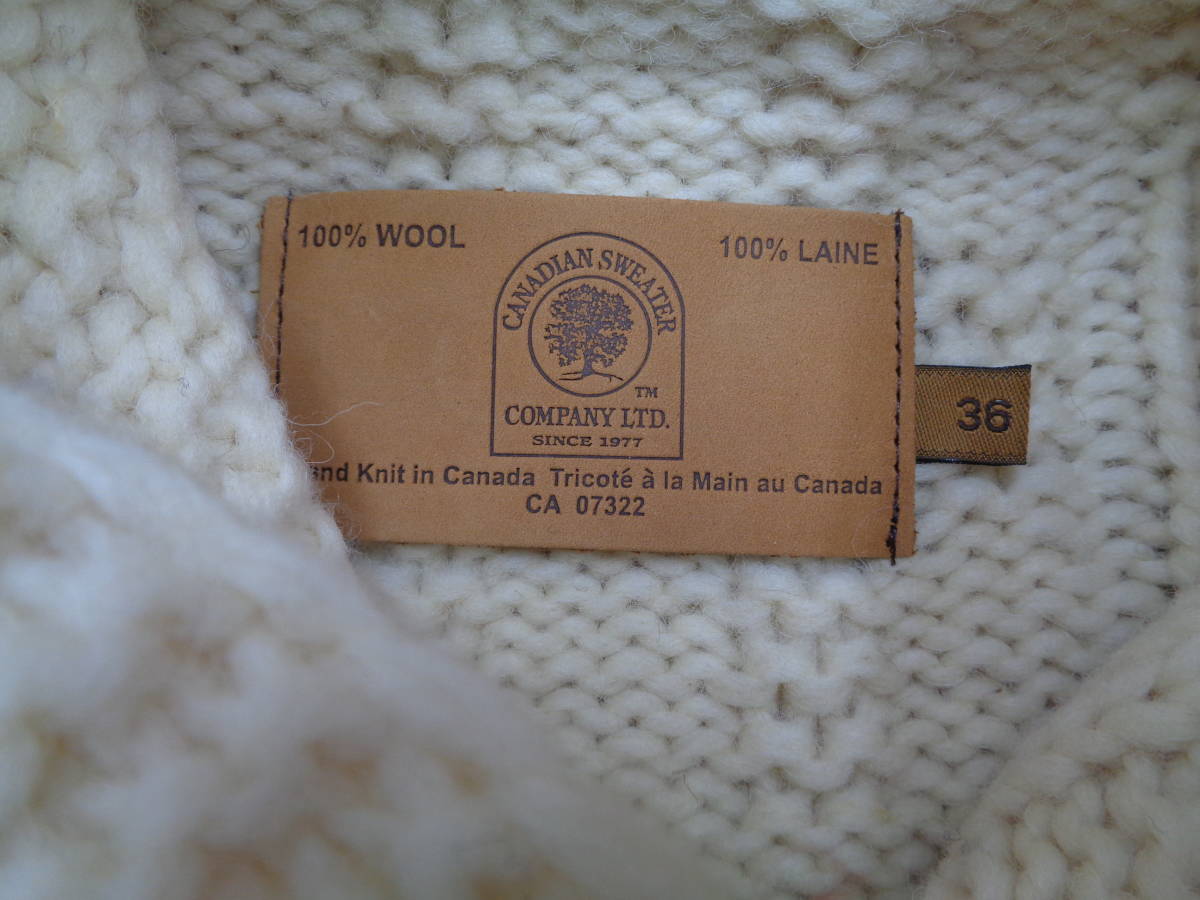 100% WOOL
100% LAINE
CANADIAN SWEATER
TM
COMPANY LTD.
SINCE 1977
Knit in Canada Tricoté à la Main au Canada
CA 07322
36